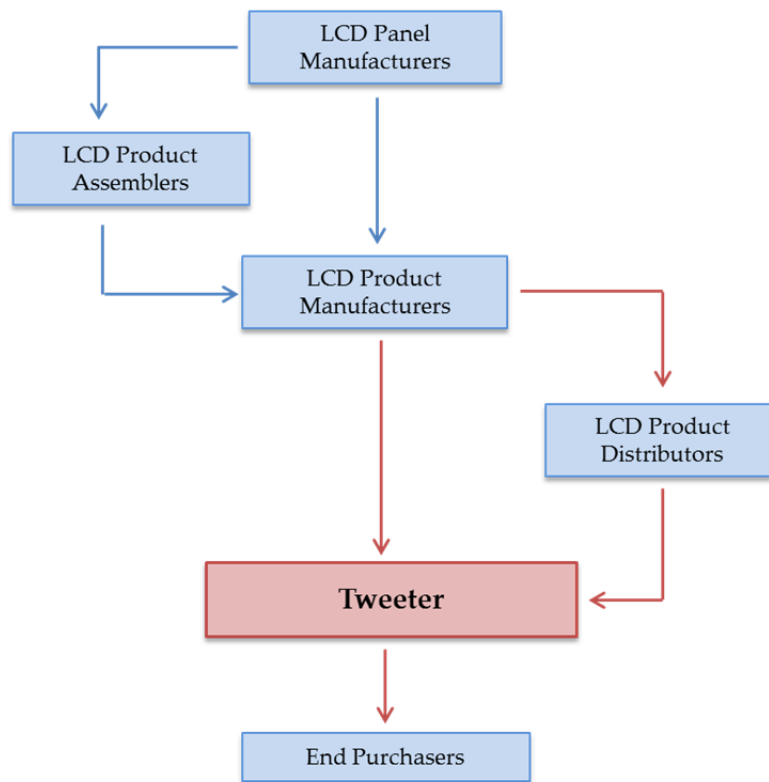 LCD Panel
Manufacturers
LCD Product
Assemblers
LCD Product
Manufacturers
LCD Product
Distributors
Tweeter
End Purchasers